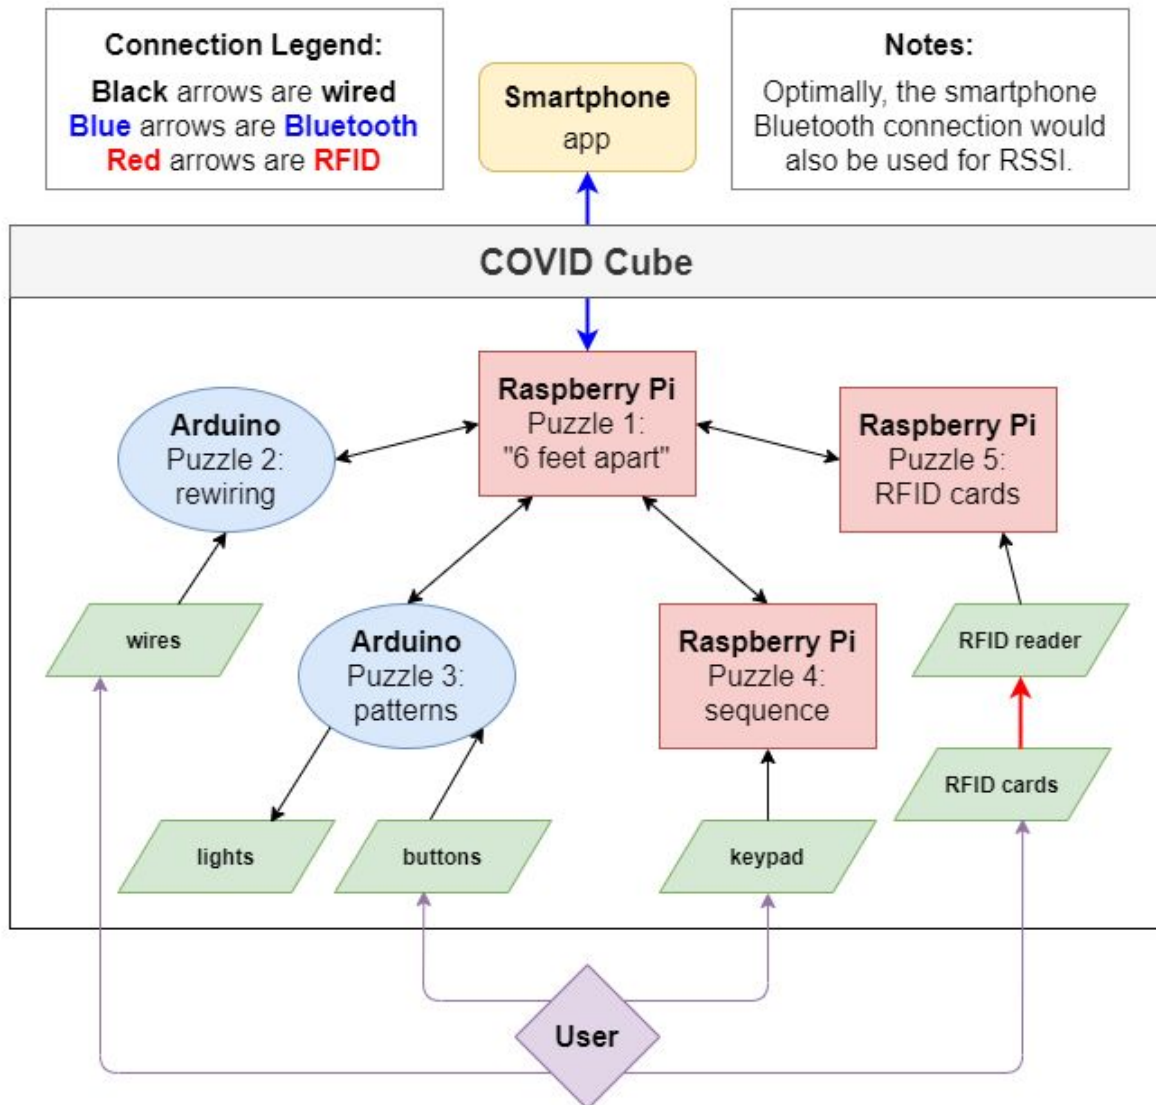 Connection Legend:
Black arrows are wired
Blue arrows are Bluetooth
Red arrows are RFID
Smartphone
app
Notes:
Optimally, the smartphone
Bluetooth connection would
also be used for RSSI.
COVID Cube
Raspberry Pi
Puzzle 1:
"6 feet apart"
Arduino
Puzzle 2:
rewiring
Raspberry Pi
Puzzle 5:
RFID cards
wires
Arduino
Puzzle 3:
patterns
Raspberry Pi
Puzzle 4:
sequence
RFID reader
RFID cards
lights
buttons
keypad
User